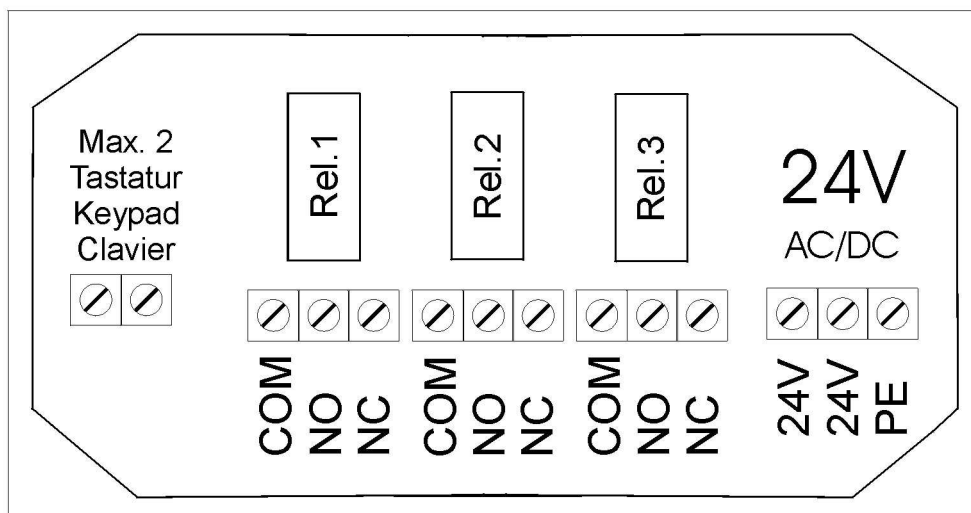 Max. 2
Tastatur
Keypad
Clavier
Rel.1
Rel.2
Rel.3
24V
AC/DC
COM
NO
NC
COM
NO
NC
COM
NO
NC
24V
24V
PE